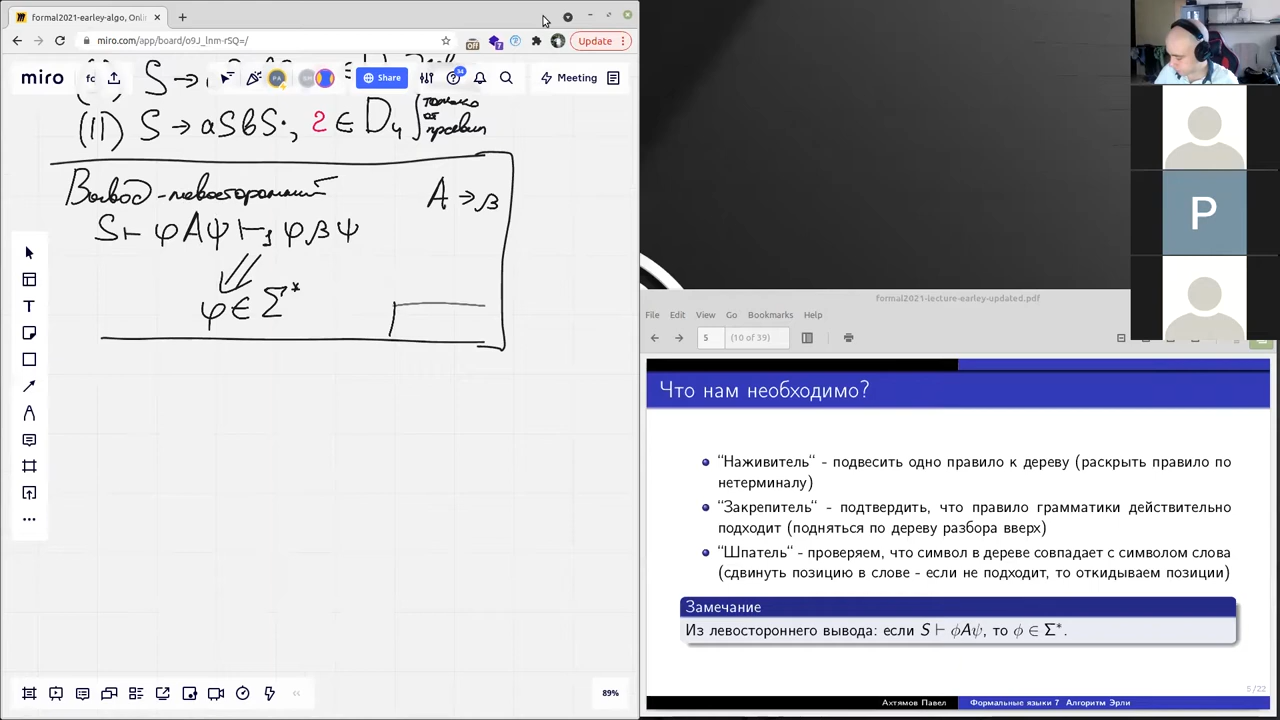 formal2021-earley-algo, Onli
miro.com/app/board/o9J_lnm-rSQ=/
Update
miro
fc
Share
Meeting
(II) S → aSbS·, 2 ∈ D₄
только
от
правил
Вывод - левосторонний
A → β
S ⊢ φAψ ⊢₁ φβψ
φ ∈ Σ*
89%
P
formal2021-lecture-earley-updated.pdf
File Edit View Go Bookmarks Help
5 (10 of 39)
Что нам необходимо?
“Наживитель“ - подвесить одно правило к дереву (раскрыть правило по
нетерминалу)
“Закрепитель“ - подтвердить, что правило грамматики действительно
подходит (подняться по дереву разбора вверх)
“Шпатель“ - проверяем, что символ в дереве совпадает с символом слова
(сдвинуть позицию в слове - если не подходит, то откидываем позиции)
Замечание
Из левостороннего вывода: если S ⊢ ϕAψ, то ϕ ∈ Σ*.
5/22
Ахтямов Павел Формальные языки 7 Алгоритм Эрли